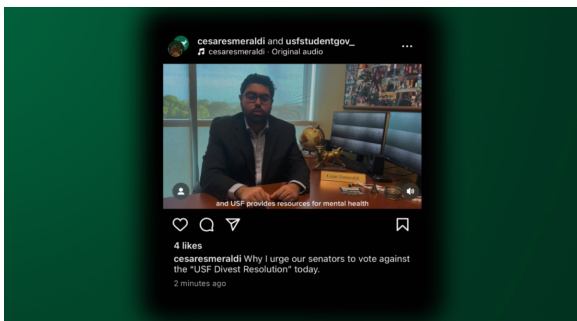 cesaresmeraldi and usfstudentgov_
cesaresmeraldi · Original audio
and USF provides resources for mental health
4 likes
cesaresmeraldi Why I urge our senators to vote against
the “USF Divest Resolution” today.
2 minutes ago